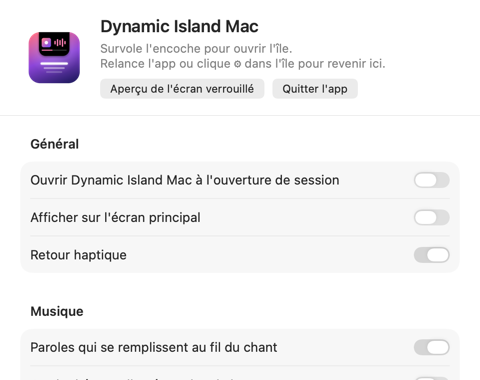 Dynamic Island Mac
Survole l'encoche pour ouvrir l'île.
Relance l'app ou clique ⚙ dans l'île pour revenir ici.
Aperçu de l'écran verrouillé
Quitter l'app
Général
Ouvrir Dynamic Island Mac à l'ouverture de session
Afficher sur l'écran principal
Retour haptique
Musique
Paroles qui se remplissent au fil du chant